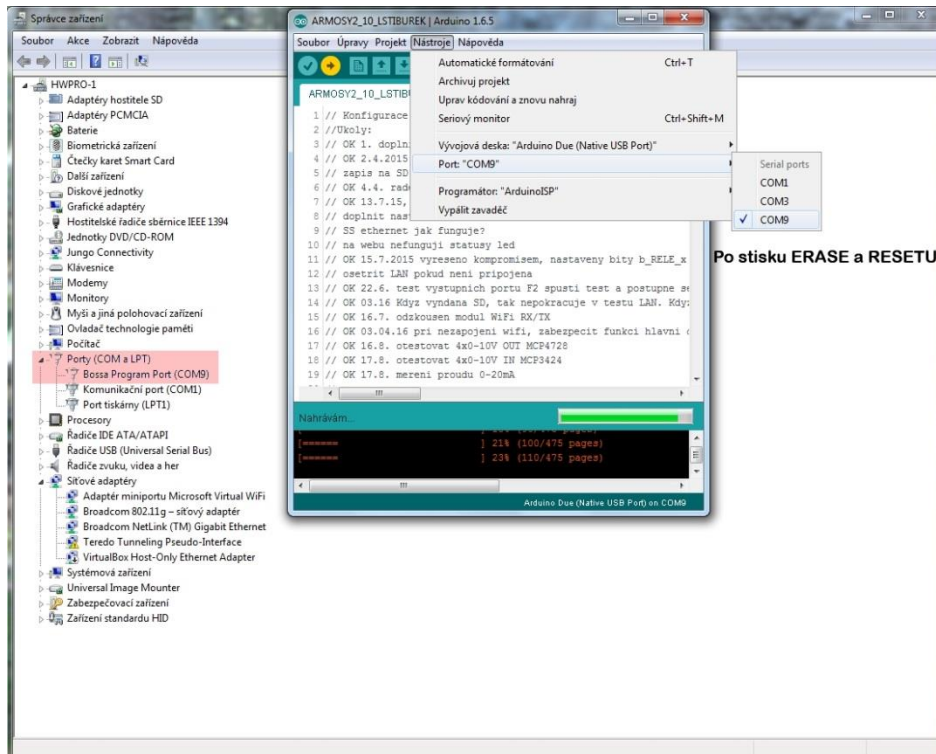 Správce zařízení
Soubor Akce Zobrazit Nápověda
HWPRO-1
Adaptéry hostitele SD
Adaptéry PCMCIA
Baterie
Biometrická zařízení
Čtečky karet Smart Card
Další zařízení
Diskové jednotky
Grafické adaptéry
Hostitelské řadiče sběrnice IEEE 1394
Jednotky DVD/CD-ROM
Jungo Connectivity
Klávesnice
Modemy
Monitory
Myši a jiná polohovací zařízení
Ovladač technologie paměti
Počítač
Porty (COM a LPT)
Bossa Program Port (COM9)
Komunikační port (COM1)
Port tiskárny (LPT1)
Procesory
Řadiče IDE ATA/ATAPI
Řadiče USB (Universal Serial Bus)
Řadiče zvuku, videa a her
Síťové adaptéry
Adaptér miniportu Microsoft Virtual WiFi
Broadcom 802.11g – síťový adaptér
Broadcom NetLink (TM) Gigabit Ethernet
Teredo Tunneling Pseudo-Interface
VirtualBox Host-Only Ethernet Adapter
Systémová zařízení
Universal Image Mounter
Zabezpečovací zařízení
Zařízení standardu HID
ARMOSY2_10_LSTIBUREK | Arduino 1.6.5
Soubor Úpravy Projekt Nástroje Nápověda
ARMOSY2_10_LSTIB
1 // Konfigurace
2 //Ukoly:
3 // OK 1. dopln
4 // OK 2.4.2015
5 // zapis na SD
6 // OK 4.4. rad
7 // OK 13.7.15,
8 // doplnit nas
9 // SS ethernet jak funguje?
10 // na webu nefunguji statusy led
11 // OK 15.7.2015 vyreseno kompromisem, nastaveny bity b_RELE_x
12 // osetrit LAN pokud neni pripojena
13 // OK 22.6. test vystupnich portu F2 spusti test a postupne s
14 // OK 03.16 Kdyz vyndana SD, tak nepokracuje v testu LAN. Kdy
15 // OK 16.7. odzkousen modul WiFi RX/TX
16 // OK 03.04.16 pri nezapojeni wifi, zabezpecit funkci hlavni
17 // OK 16.8. otestovat 4x0-10V OUT MCP4728
18 // OK 17.8. otestovat 4x0-10V IN MCP3424
19 // OK 17.8. mereni proudu 0-20mA
Nahrávám...
[====== ] 21% (100/475 pages)
[====== ] 23% (110/475 pages)
Arduino Due (Native USB Port) on COM9
Automatické formátování Ctrl+T
Archivuj projekt
Uprav kódování a znovu nahraj
Seriový monitor Ctrl+Shift+M
Vývojová deska: "Arduino Due (Native USB Port)"
Port: "COM9"
Programátor: "ArduinoISP"
Vypálit zavaděč
Serial ports
COM1
COM3
COM9
Po stisku ERASE a RESETU